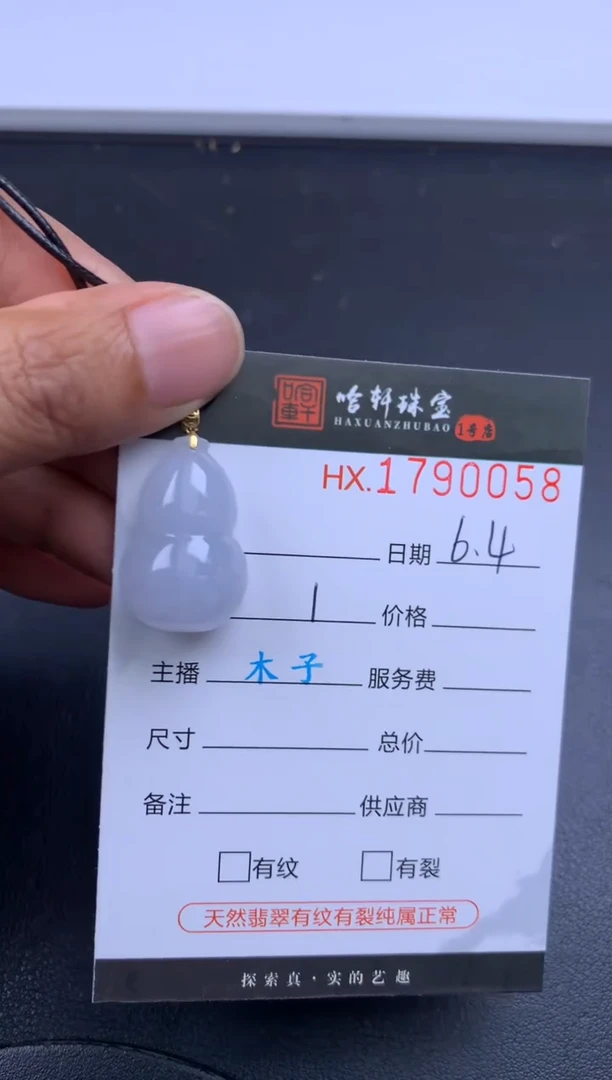 哈轩珠宝
HAXUANZHUBAO 1号店
HX.1790058
日期 6.4
1 价格
主播 木子 服务费
尺寸 总价
备注 供应商
有纹 有裂
天然翡翠有纹有裂纯属正常
探索真·实的艺趣